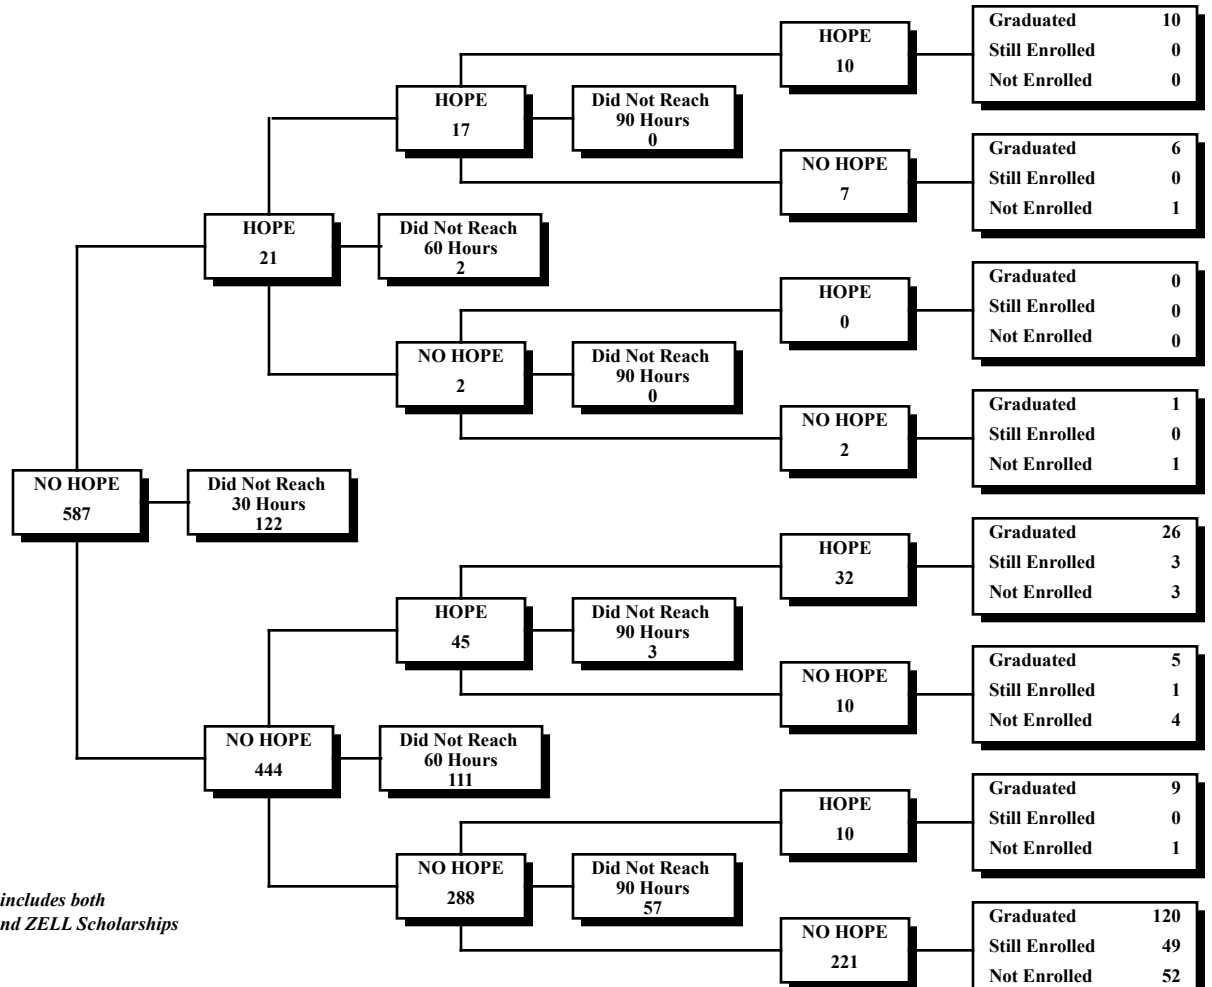 HOPE
10
Graduated 10
Still Enrolled 0
Not Enrolled 0
HOPE
17
Did Not Reach
90 Hours
0
NO HOPE
7
Graduated 6
Still Enrolled 0
Not Enrolled 1
HOPE
21
Did Not Reach
60 Hours
2
HOPE
0
Graduated 0
Still Enrolled 0
Not Enrolled 0
NO HOPE
2
Did Not Reach
90 Hours
0
NO HOPE
2
Graduated 1
Still Enrolled 0
Not Enrolled 1
NO HOPE
587
Did Not Reach
30 Hours
122
HOPE
32
Graduated 26
Still Enrolled 3
Not Enrolled 3
HOPE
45
Did Not Reach
90 Hours
3
NO HOPE
10
Graduated 5
Still Enrolled 1
Not Enrolled 4
NO HOPE
444
Did Not Reach
60 Hours
111
HOPE
10
Graduated 9
Still Enrolled 0
Not Enrolled 1
NO HOPE
288
Did Not Reach
90 Hours
57
NO HOPE
221
Graduated 120
Still Enrolled 49
Not Enrolled 52
includes both
nd ZELL Scholarships